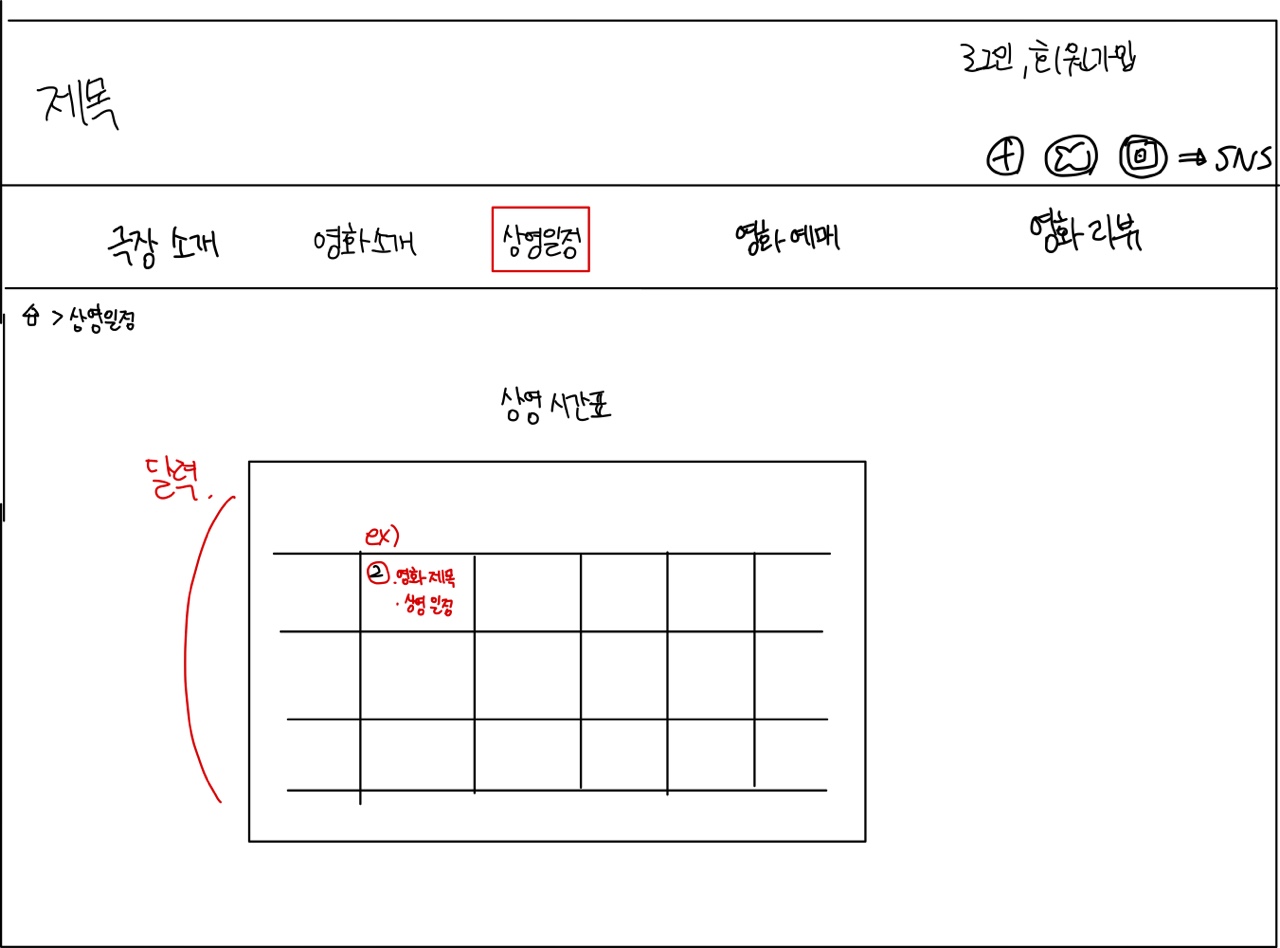 로그인, 회원가입
제목
⇒ SNS
극장 소개 영화소개 상영일정 영화 예매 영화 리뷰
> 상영일정
상영 시간표
달력.
ex)
② .영화 제목
· 상영 일정